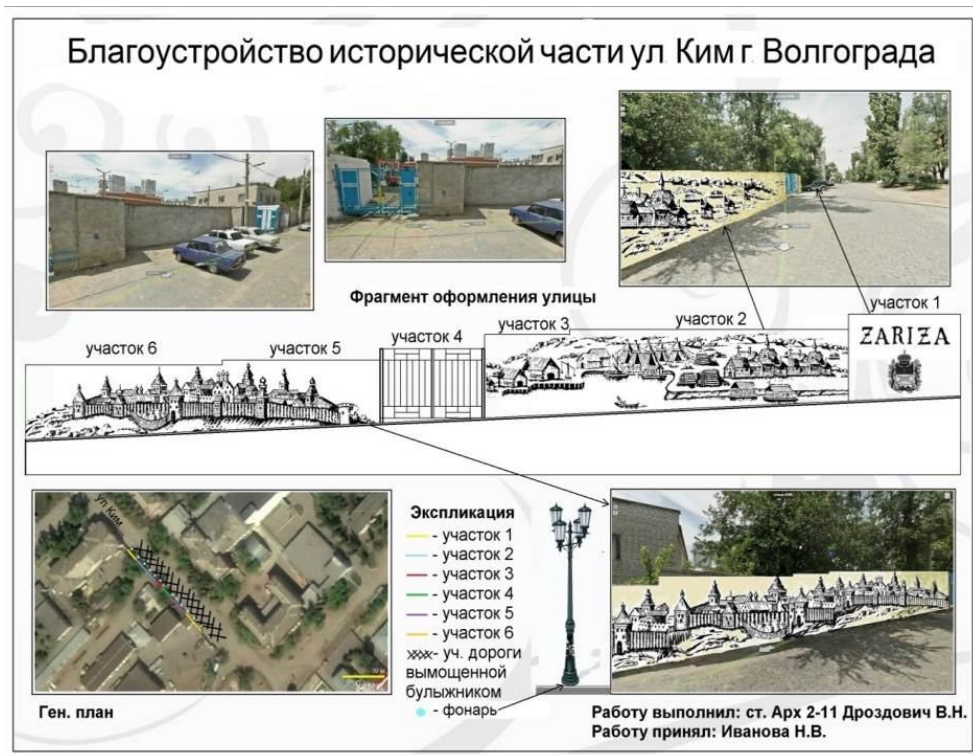 Благоустройство исторической части ул Ким г. Волгограда
Фрагмент оформления улицы
участок 6
участок 5
участок 4
участок 3
участок 2
участок 1
ZARIZA
ул Ким
Экспликация
- участок 1
- участок 2
- участок 3
- участок 4
- участок 5
- участок 6
- уч. дороги
вымощенной
булыжником
- фонарь
Ген. план
Работу выполнил: ст. Арх 2-11 Дроздович В.Н.
Работу принял: Иванова Н.В.